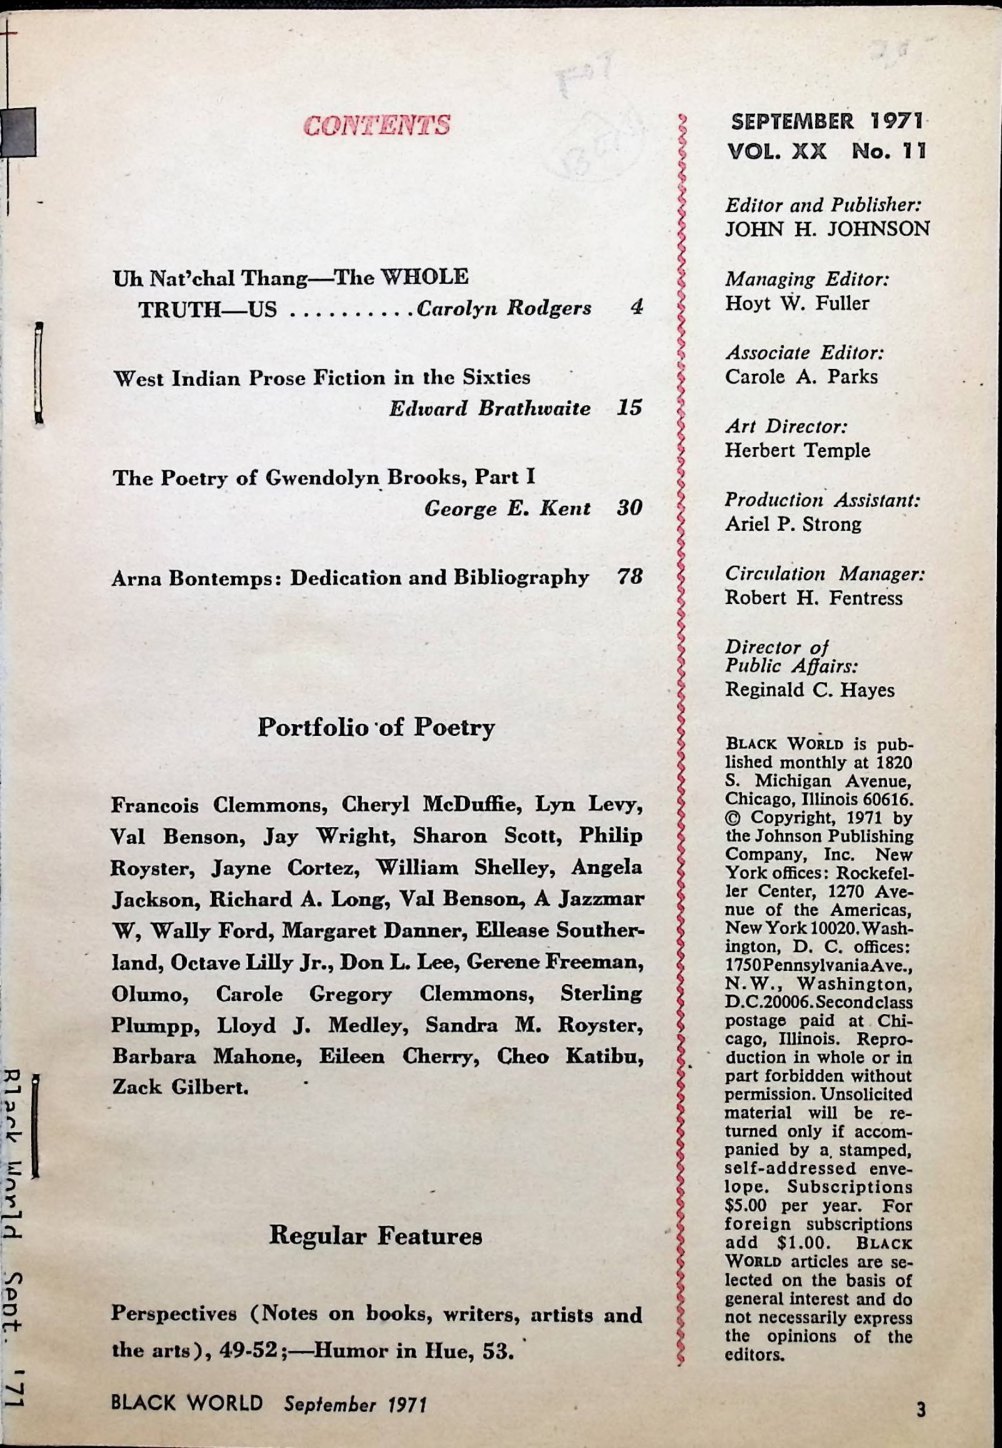 CONTENTS
Uh Nat'chal Thang—The WHOLE
TRUTH—US ..........Carolyn Rodgers 4
West Indian Prose Fiction in the Sixties
Edward Brathwaite 15
The Poetry of Gwendolyn Brooks, Part I
George E. Kent 30
Arna Bontemps: Dedication and Bibliography 78
Portfolio of Poetry
Francois Clemmons, Cheryl McDuffie, Lyn Levy,
Val Benson, Jay Wright, Sharon Scott, Philip
Royster, Jayne Cortez, William Shelley, Angela
Jackson, Richard A. Long, Val Benson, A Jazzmar
W, Wally Ford, Margaret Danner, Ellease Souther-
land, Octave Lilly Jr., Don L. Lee, Gerene Freeman,
Olumo, Carole Gregory Clemmons, Sterling
Plumpp, Lloyd J. Medley, Sandra M. Royster,
Barbara Mahone, Eileen Cherry, Cheo Katibu,
Zack Gilbert.
Regular Features
Perspectives (Notes on books, writers, artists and
the arts), 49-52;—Humor in Hue, 53.
SEPTEMBER 1971
VOL. XX No. 11
Editor and Publisher:
JOHN H. JOHNSON
Managing Editor:
Hoyt W. Fuller
Associate Editor:
Carole A. Parks
Art Director:
Herbert Temple
Production Assistant:
Ariel P. Strong
Circulation Manager:
Robert H. Fentress
Director of
Public Affairs:
Reginald C. Hayes
BLACK WORLD is pub-
lished monthly at 1820
S. Michigan Avenue,
Chicago, Illinois 60616.
© Copyright, 1971 by
the Johnson Publishing
Company, Inc. New
York offices: Rockefel-
ler Center, 1270 Ave-
nue of the Americas,
New York 10020. Wash-
ington, D. C. offices:
1750 Pennsylvania Ave.,
N.W., Washington,
D.C. 20006. Second class
postage paid at Chi-
cago, Illinois. Repro-
duction in whole or in
part forbidden without
permission. Unsolicited
material will be re-
turned only if accom-
panied by a stamped,
self-addressed enve-
lope. Subscriptions
$5.00 per year. For
foreign subscriptions
add $1.00. BLACK
WORLD articles are se-
lected on the basis of
general interest and do
not necessarily express
the opinions of the
editors.
BLACK WORLD September 1971
3
Black World Sept. '71